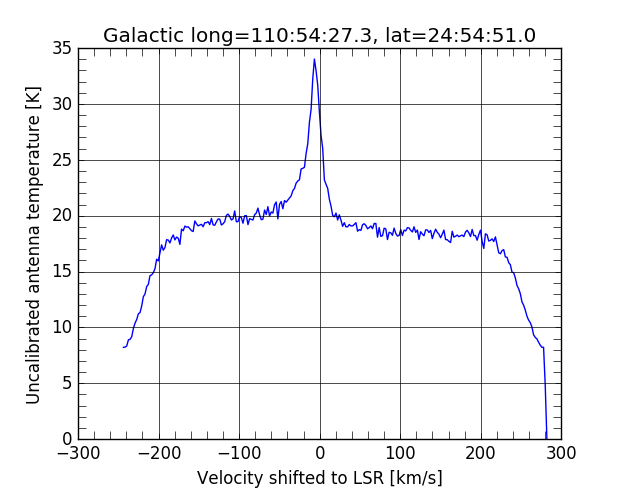 Galactic long=110:54:27.3, lat=24:54:51.0
Uncalibrated antenna temperature [K]
35
30
25
20
15
10
5
0
−300 −200 −100 0 100 200 300
Velocity shifted to LSR [km/s]